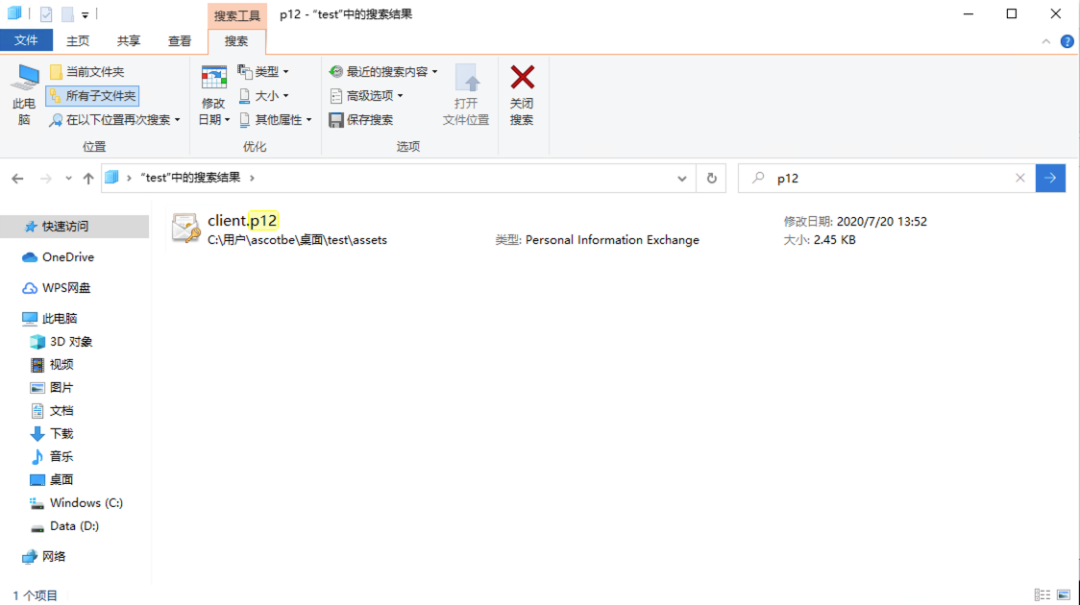 搜索工具 p12 - “test”中的搜索结果
文件 主页 共享 查看 搜索
此电脑
当前文件夹
所有子文件夹
在以下位置再次搜索
位置
修改日期
类型
大小
其他属性
优化
最近的搜索内容
高级选项
保存搜索
选项
打开文件位置
关闭搜索
“test”中的搜索结果
p12
快速访问
OneDrive
WPS网盘
此电脑
3D 对象
视频
图片
文档
下载
音乐
桌面
Windows (C:)
Data (D:)
网络
client.p12
C:\用户\ascotbe\桌面\test\assets
类型: Personal Information Exchange
修改日期: 2020/7/20 13:52
大小: 2.45 KB
1 个项目